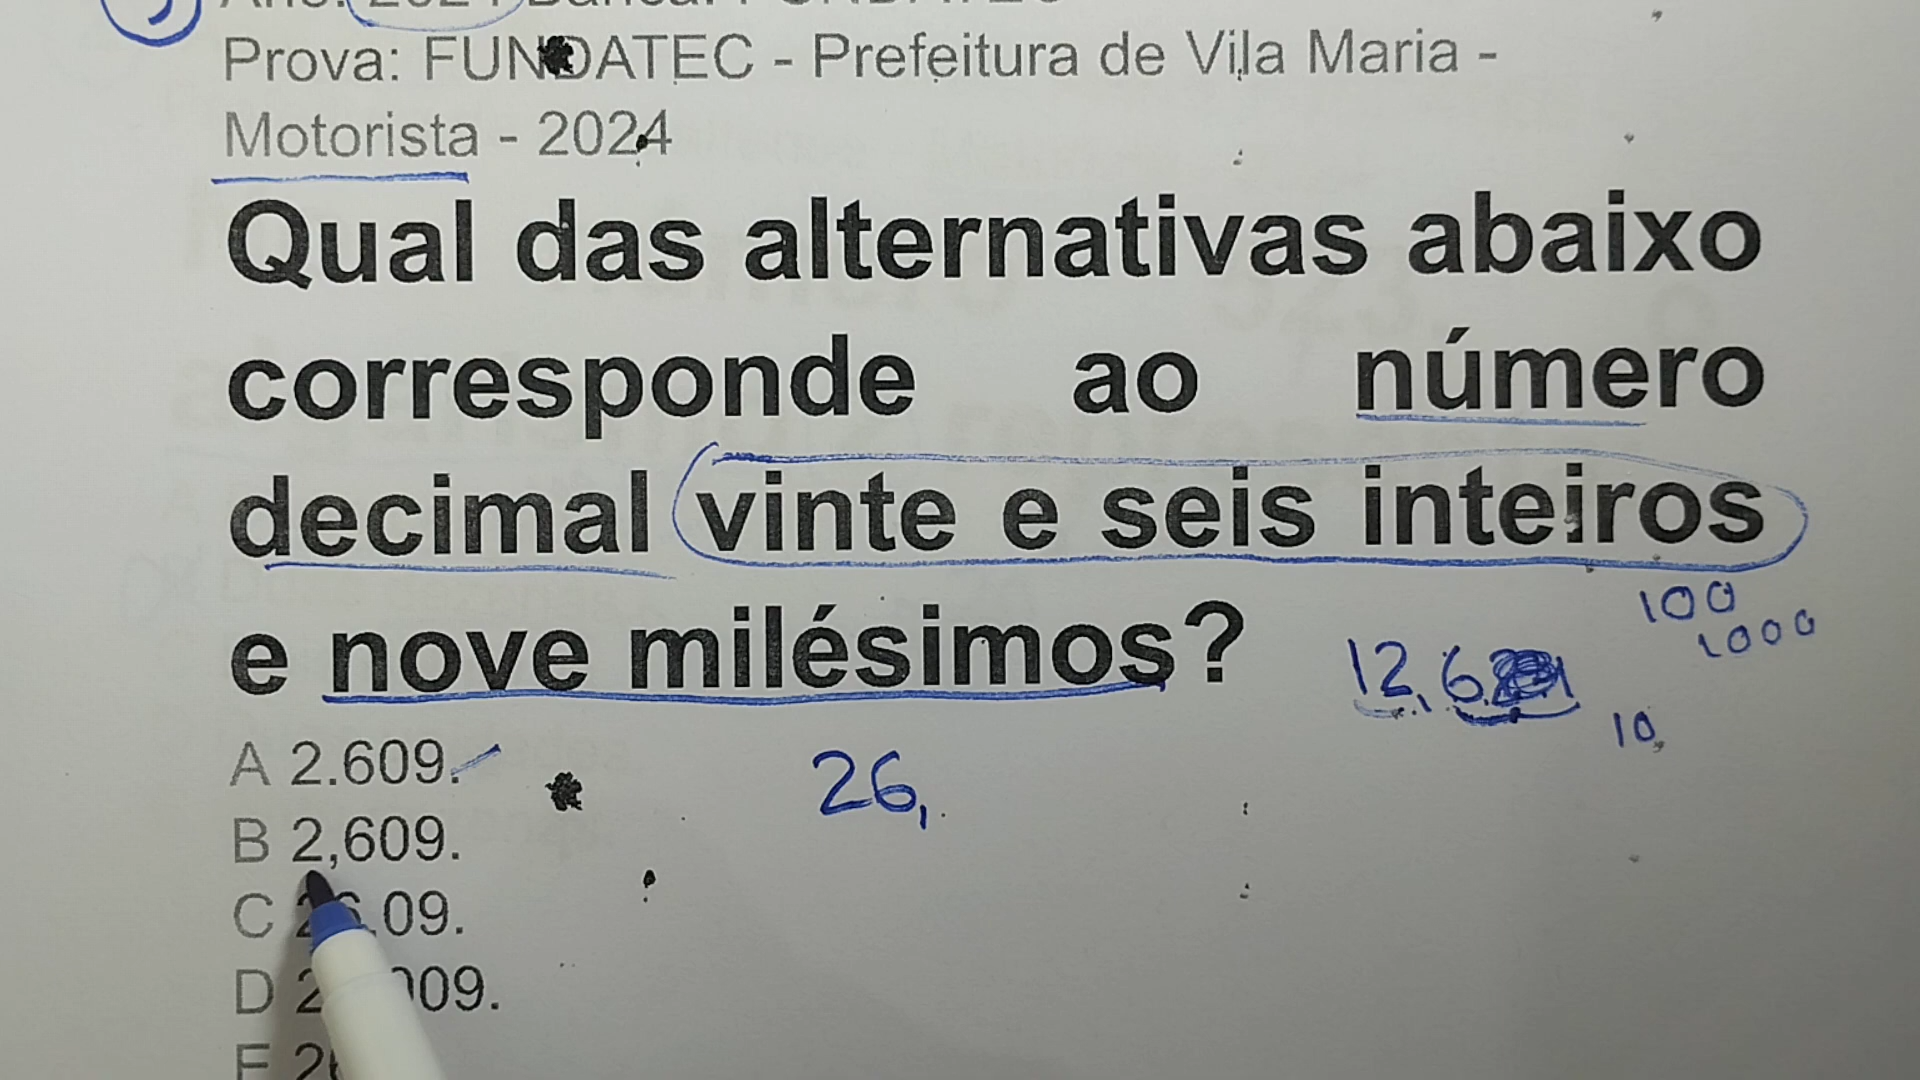 Prova: FUNDATEC - Prefeitura de Vila Maria -
Motorista - 2024
Qual das alternativas abaixo
corresponde ao número
decimal vinte e seis inteiros
e nove milésimos?
100
1000
12,6
10
A 2.609.
26,
B 2,609.
C 09.
D 09.
E